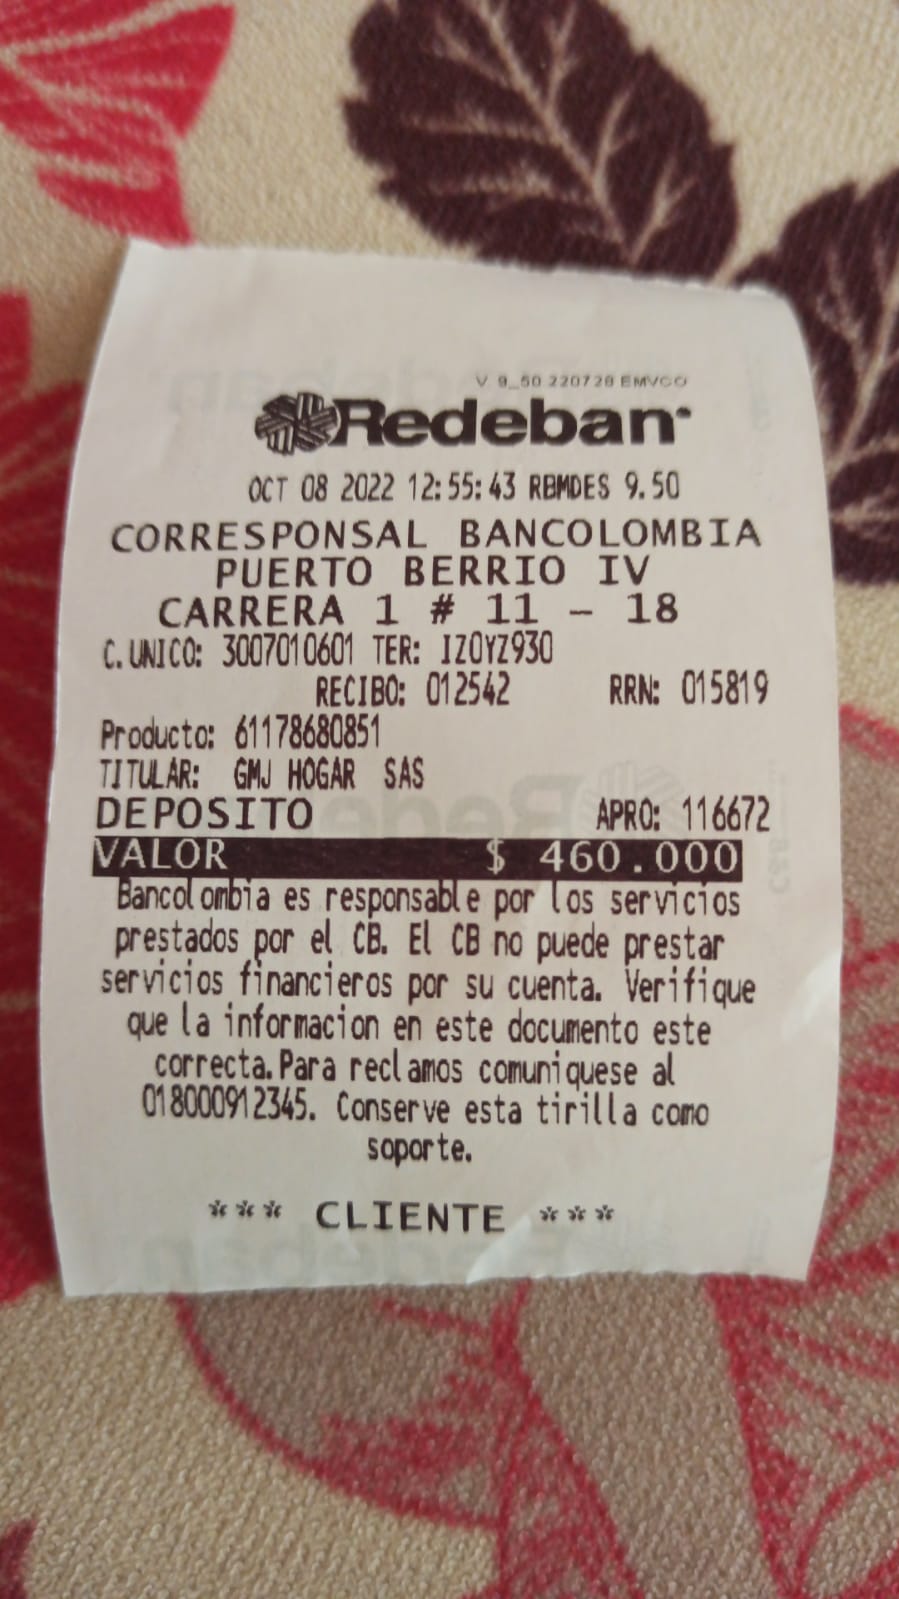 V 9_50 220728 EMVCO
Redeban
OCT 08 2022 12:55:43 RBMDES 9.50
CORRESPONSAL BANCOLOMBIA
PUERTO BERRIO IV
CARRERA 1 # 11 - 18
C.UNICO: 3007010601 TER: IZOYZ930
RECIBO: 012542 RRN: 015819
Producto: 61178680851
TITULAR: GMJ HOGAR SAS
DEPOSITO APRO: 116672
VALOR $ 460.000
Bancolombia es responsable por los servicios
prestados por el CB. El CB no puede prestar
servicios financieros por su cuenta. Verifique
que la informacion en este documento este
correcta.Para reclamos comuniquese al
018000912345. Conserve esta tirilla como
soporte.
*** CLIENTE ***